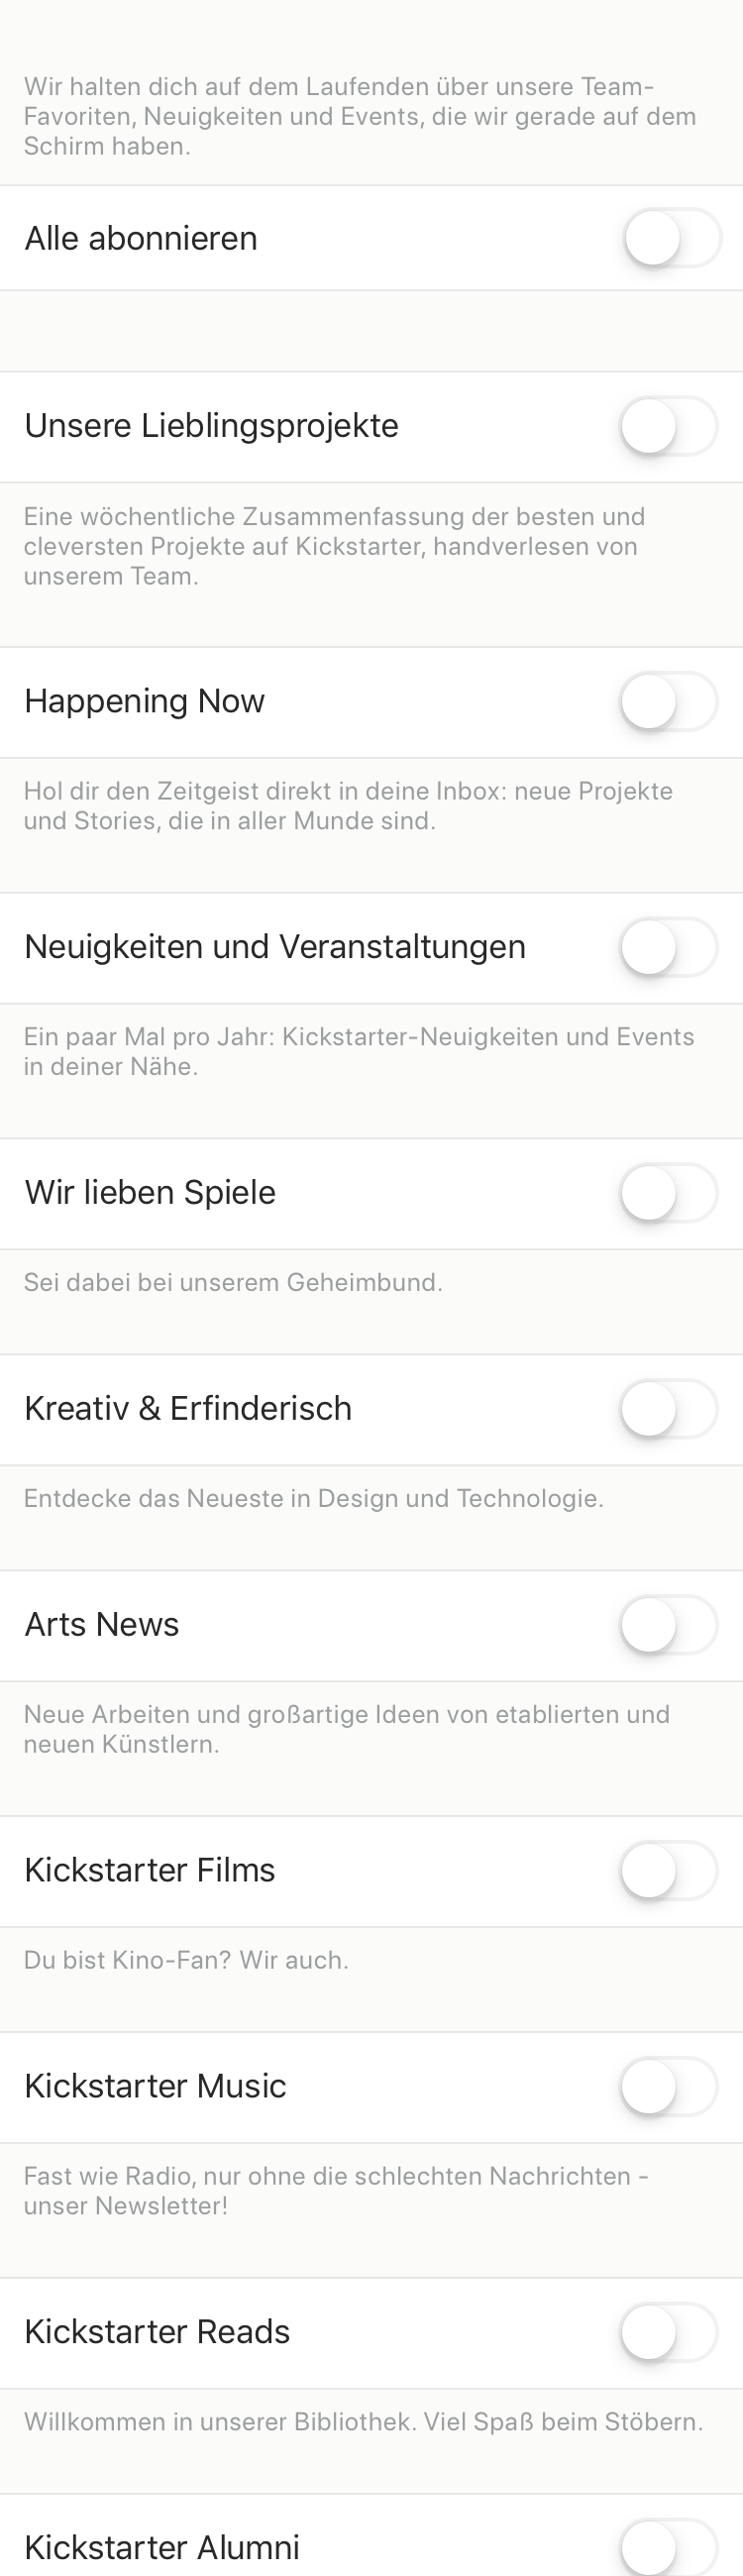 Wir halten dich auf dem Laufenden über unsere Team-
Favoriten, Neuigkeiten und Events, die wir gerade auf dem
Schirm haben.
Alle abonnieren
Unsere Lieblingsprojekte
Eine wöchentliche Zusammenfassung der besten und
cleversten Projekte auf Kickstarter, handverlesen von
unserem Team.
Happening Now
Hol dir den Zeitgeist direkt in deine Inbox: neue Projekte
und Stories, die in aller Munde sind.
Neuigkeiten und Veranstaltungen
Ein paar Mal pro Jahr: Kickstarter-Neuigkeiten und Events
in deiner Nähe.
Wir lieben Spiele
Sei dabei bei unserem Geheimbund.
Kreativ & Erfinderisch
Entdecke das Neueste in Design und Technologie.
Arts News
Neue Arbeiten und großartige Ideen von etablierten und
neuen Künstlern.
Kickstarter Films
Du bist Kino-Fan? Wir auch.
Kickstarter Music
Fast wie Radio, nur ohne die schlechten Nachrichten -
unser Newsletter!
Kickstarter Reads
Willkommen in unserer Bibliothek. Viel Spaß beim Stöbern.
Kickstarter Alumni